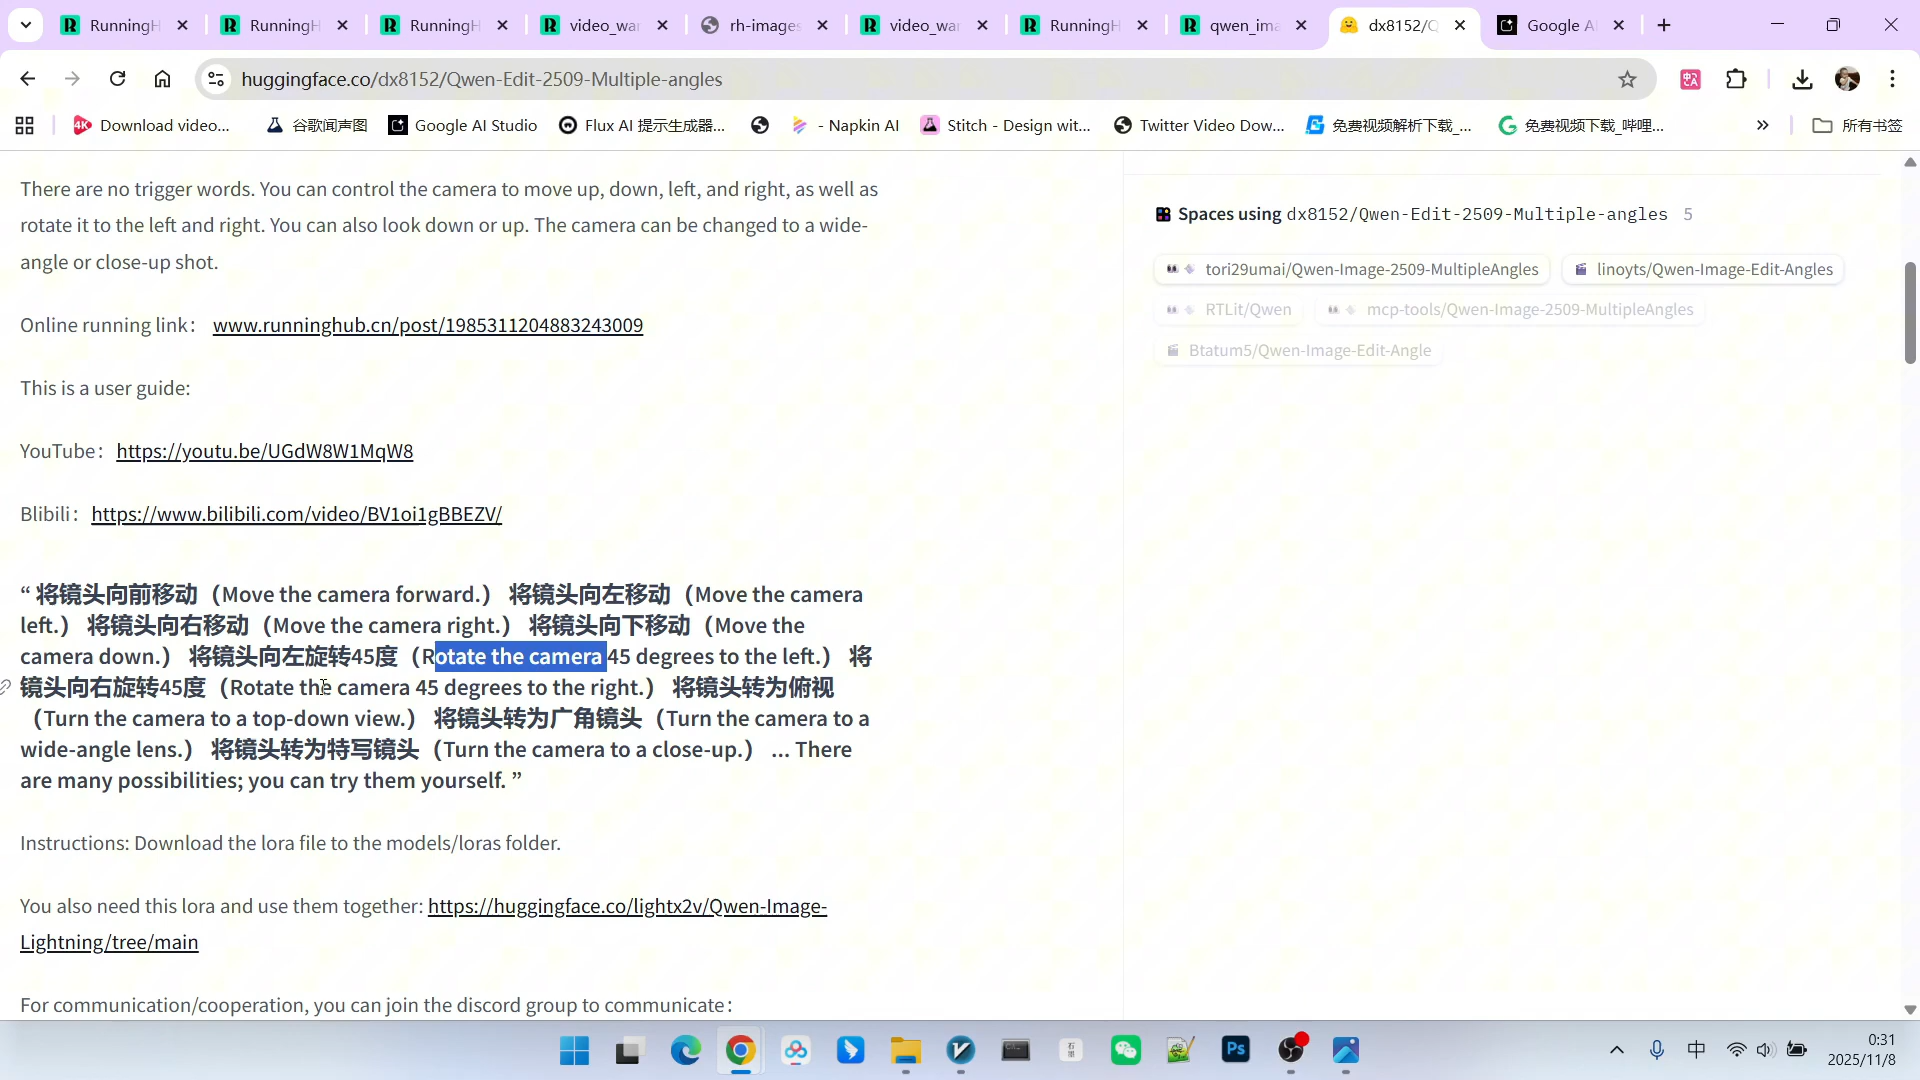 RunningH
RunningH
RunningH
video_wa
rh-images
video_wa
RunningH
qwen_ima
dx8152/Q
Google A
huggingface.co/dx8152/Qwen-Edit-2509-Multiple-angles
Download video...
谷歌闻声图
Google AI Studio
Flux AI 提示生成器...
- Napkin AI
Stitch - Design wit...
Twitter Video Dow...
免费视频解析下载_...
免费视频下载_哔哩...
所有书签
There are no trigger words. You can control the camera to move up, down, left, and right, as well as
rotate it to the left and right. You can also look down or up. The camera can be changed to a wide-
angle or close-up shot.
Online running link： www.runninghub.cn/post/1985311204883243009
This is a user guide:
YouTube： https://youtu.be/UGdW8W1MqW8
Blibili： https://www.bilibili.com/video/BV1oi1gBBEZV/
“ 将镜头向前移动（Move the camera forward.） 将镜头向左移动（Move the camera
left.） 将镜头向右移动（Move the camera right.） 将镜头向下移动（Move the
camera down.） 将镜头向左旋转45度（Rotate the camera 45 degrees to the left.） 将
镜头向右旋转45度（Rotate the camera 45 degrees to the right.） 将镜头转为俯视
（Turn the camera to a top-down view.） 将镜头转为广角镜头（Turn the camera to a
wide-angle lens.） 将镜头转为特写镜头（Turn the camera to a close-up.） ... There
are many possibilities; you can try them yourself. ”
Instructions: Download the lora file to the models/loras folder.
You also need this lora and use them together: https://huggingface.co/lightx2v/Qwen-Image-
Lightning/tree/main
For communication/cooperation, you can join the discord group to communicate：
Spaces using dx8152/Qwen-Edit-2509-Multiple-angles 5
tori29umai/Qwen-Image-2509-MultipleAngles
linoyts/Qwen-Image-Edit-Angles
RTLit/Qwen
mcp-tools/Qwen-Image-2509-MultipleAngles
Btatum5/Qwen-Image-Edit-Angle
Ps
中
0:31
2025/11/8